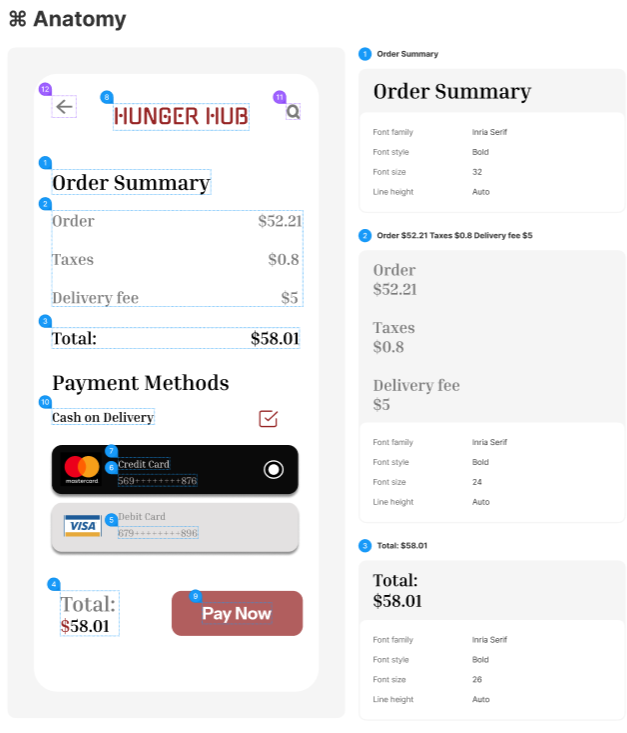 ⌘ Anatomy
12
8
11
HUNGER HUB
1
Order Summary
2
Order $52.21
Taxes $0.8
Delivery fee $5
3
Total: $58.01
Payment Methods
10
Cash on Delivery
7
Credit Card
6
569++++++++876
mastercard
Debit Card
5
VISA
679++++++++896
4
Total:
$58.01
9
Pay Now
1 Order Summary
Order Summary
Font family Inria Serif
Font style Bold
Font size 32
Line height Auto
2 Order $52.21 Taxes $0.8 Delivery fee $5
Order
$52.21
Taxes
$0.8
Delivery fee
$5
Font family Inria Serif
Font style Bold
Font size 24
Line height Auto
3 Total: $58.01
Total:
$58.01
Font family Inria Serif
Font style Bold
Font size 26
Line height Auto